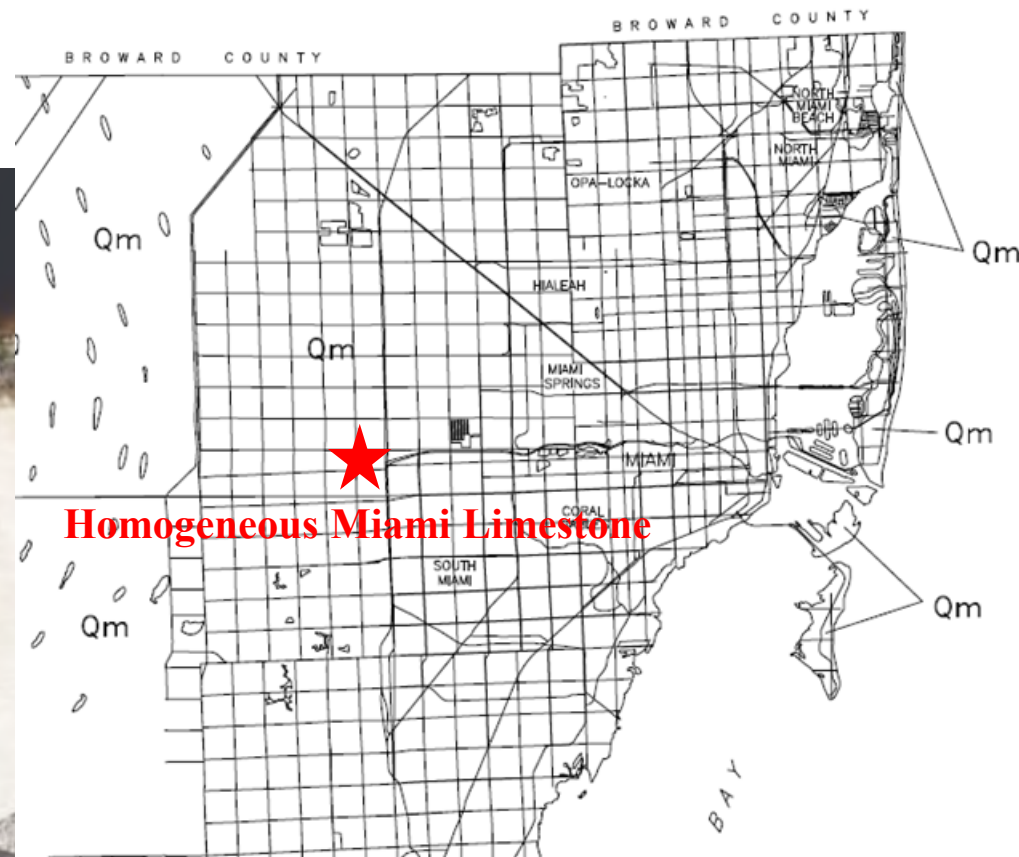 BROWARD COUNTY
BROWARD COUNTY
NORTH
MIAMI
BEACH
NORTH
MIAMI
OPA-LOCKA
Qm
Qm
HIALEAH
Qm
MIAMI
SPRINGS
Qm
MIAMI
CORAL
Homogeneous Miami Limestone
SOUTH
MIAMI
Qm
Qm
BAY